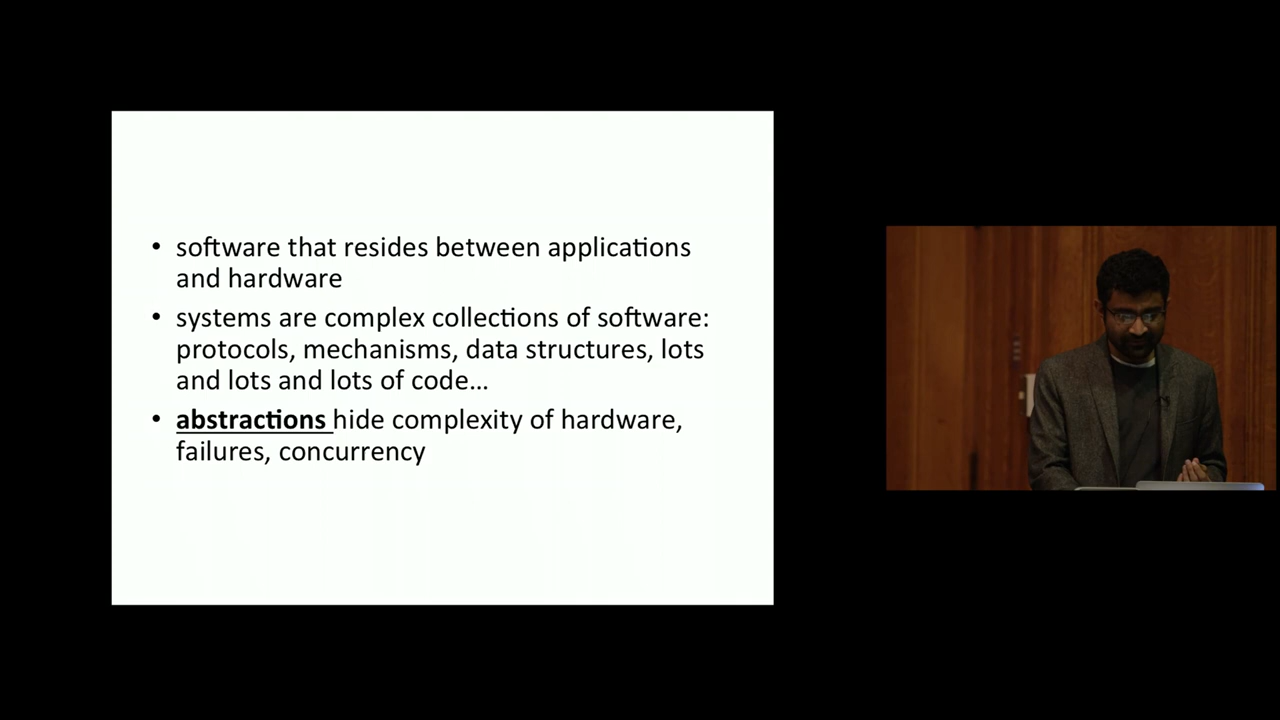 • software that resides between applications
and hardware
• systems are complex collections of software:
protocols, mechanisms, data structures, lots
and lots and lots of code…
• abstractions hide complexity of hardware,
failures, concurrency